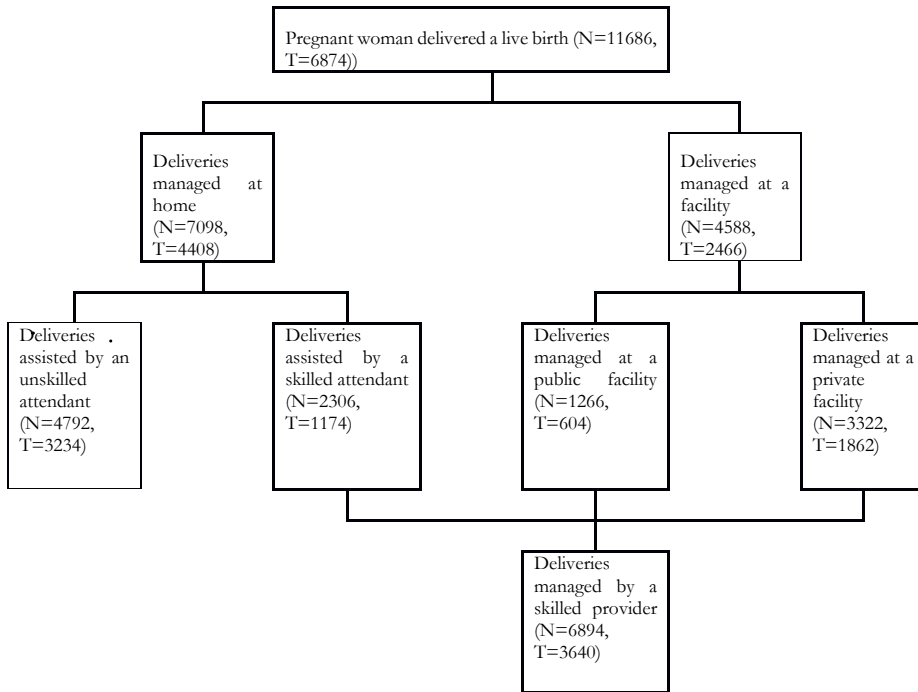 Pregnant woman delivered a live birth (N=11686,
T=6874))
Deliveries
managed at
home
(N=7098,
T=4408)
Deliveries
managed at a
facility
(N=4588,
T=2466)
Deliveries .
assisted by an
unskilled
attendant
(N=4792,
T=3234)
Deliveries
assisted by a
skilled attendant
(N=2306,
T=1174)
Deliveries
managed at a
public facility
(N=1266,
T=604)
Deliveries
managed at a
private
facility
(N=3322,
T=1862)
Deliveries
managed by a
skilled provider
(N=6894,
T=3640)